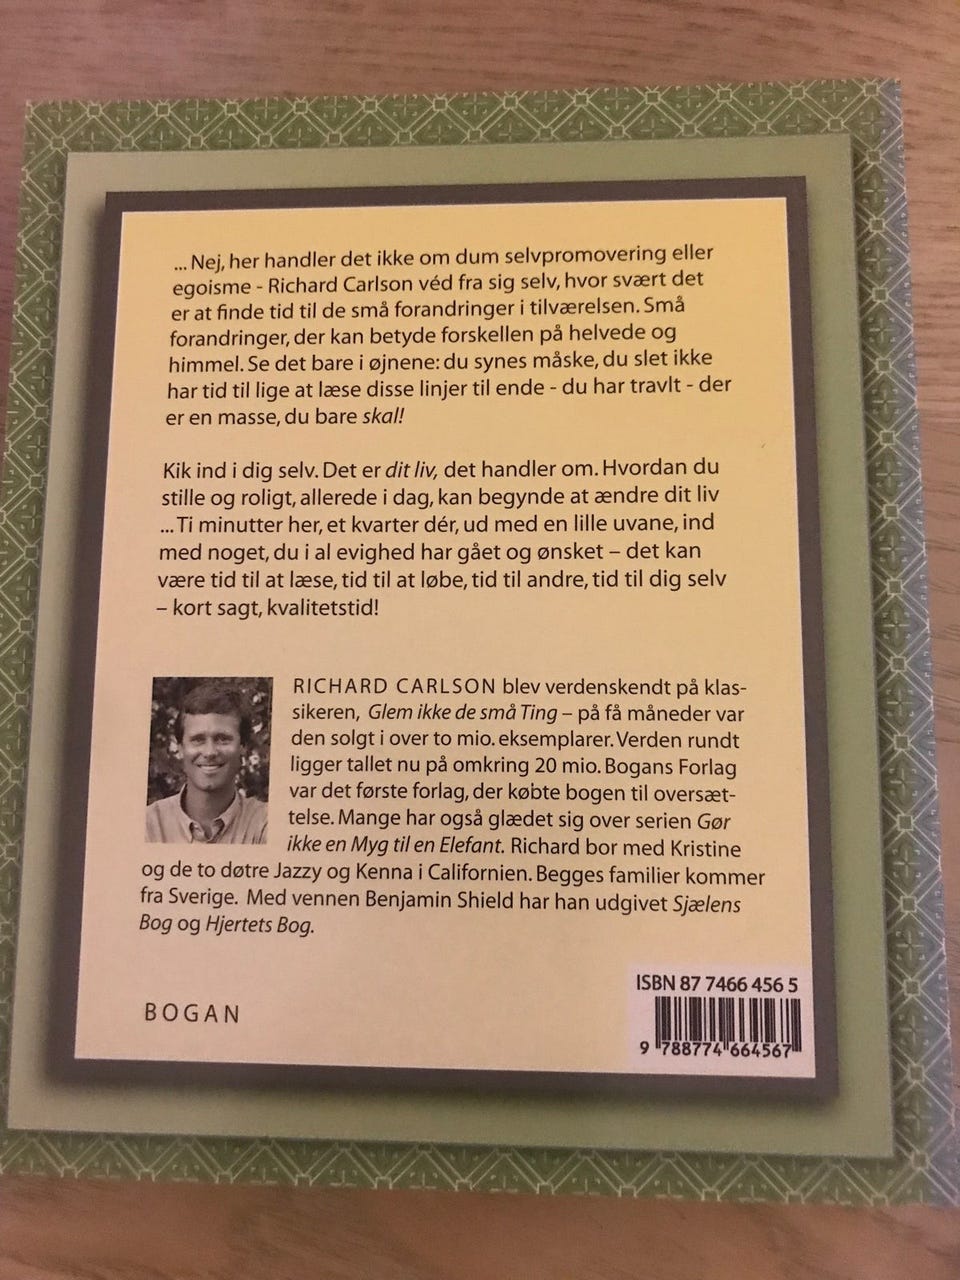 ... Nej, her handler det ikke om dum selvpromovering eller
egoisme - Richard Carlson véd fra sig selv, hvor svært det
er at finde tid til de små forandringer i tilværelsen. Små
forandringer, der kan betyde forskellen på helvede og
himmel. Se det bare i øjnene: du synes måske, du slet ikke
har tid til lige at læse disse linjer til ende - du har travlt - der
er en masse, du bare skal!
Kik ind i dig selv. Det er dit liv, det handler om. Hvordan du
stille og roligt, allerede i dag, kan begynde at ændre dit liv
... Ti minutter her, et kvarter dér, ud med en lille uvane, ind
med noget, du i al evighed har gået og ønsket – det kan
være tid til at læse, tid til at løbe, tid til andre, tid til dig selv
– kort sagt, kvalitetstid!
RICHARD CARLSON blev verdenskendt på klas-
sikeren, Glem ikke de små Ting – på få måneder var
den solgt i over to mio. eksemplarer. Verden rundt
ligger tallet nu på omkring 20 mio. Bogans Forlag
var det første forlag, der købte bogen til oversæt-
telse. Mange har også glædet sig over serien Gør
ikke en Myg til en Elefant. Richard bor med Kristine
og de to døtre Jazzy og Kenna i Californien. Begges familier kommer
fra Sverige. Med vennen Benjamin Shield har han udgivet Sjælens
Bog og Hjertets Bog.
BOGAN
ISBN 87 7466 456 5
9 788774 664567